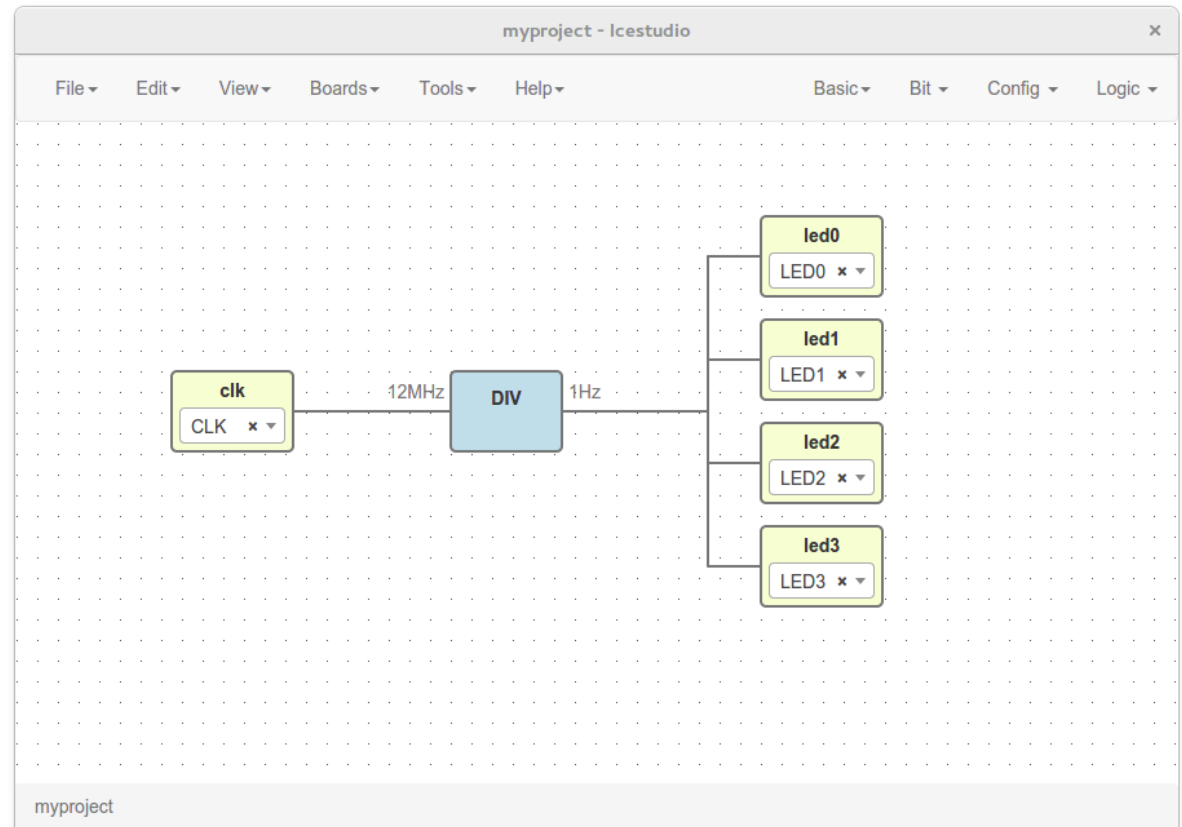 myproject - Icestudio ×
File Edit View Boards Tools Help Basic Bit Config Logic
led0
LED0 ×
led1
LED1 ×
clk
CLK ×
12MHz DIV 1Hz
led2
LED2 ×
led3
LED3 ×
myproject